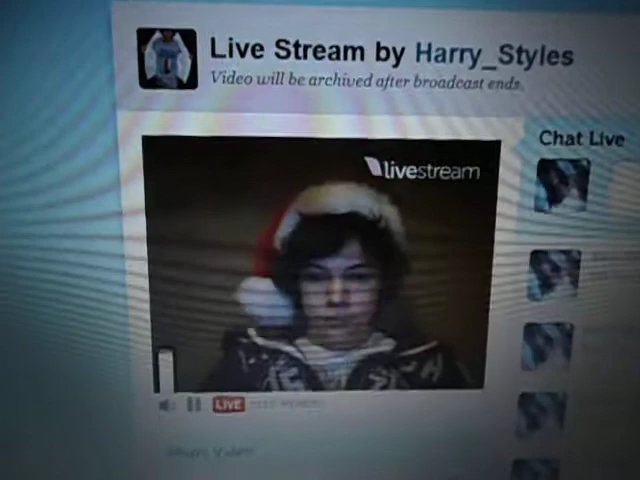 Live Stream by Harry_Styles
Video will be archived after broadcast ends.
Chat Live
livestream
LIVE